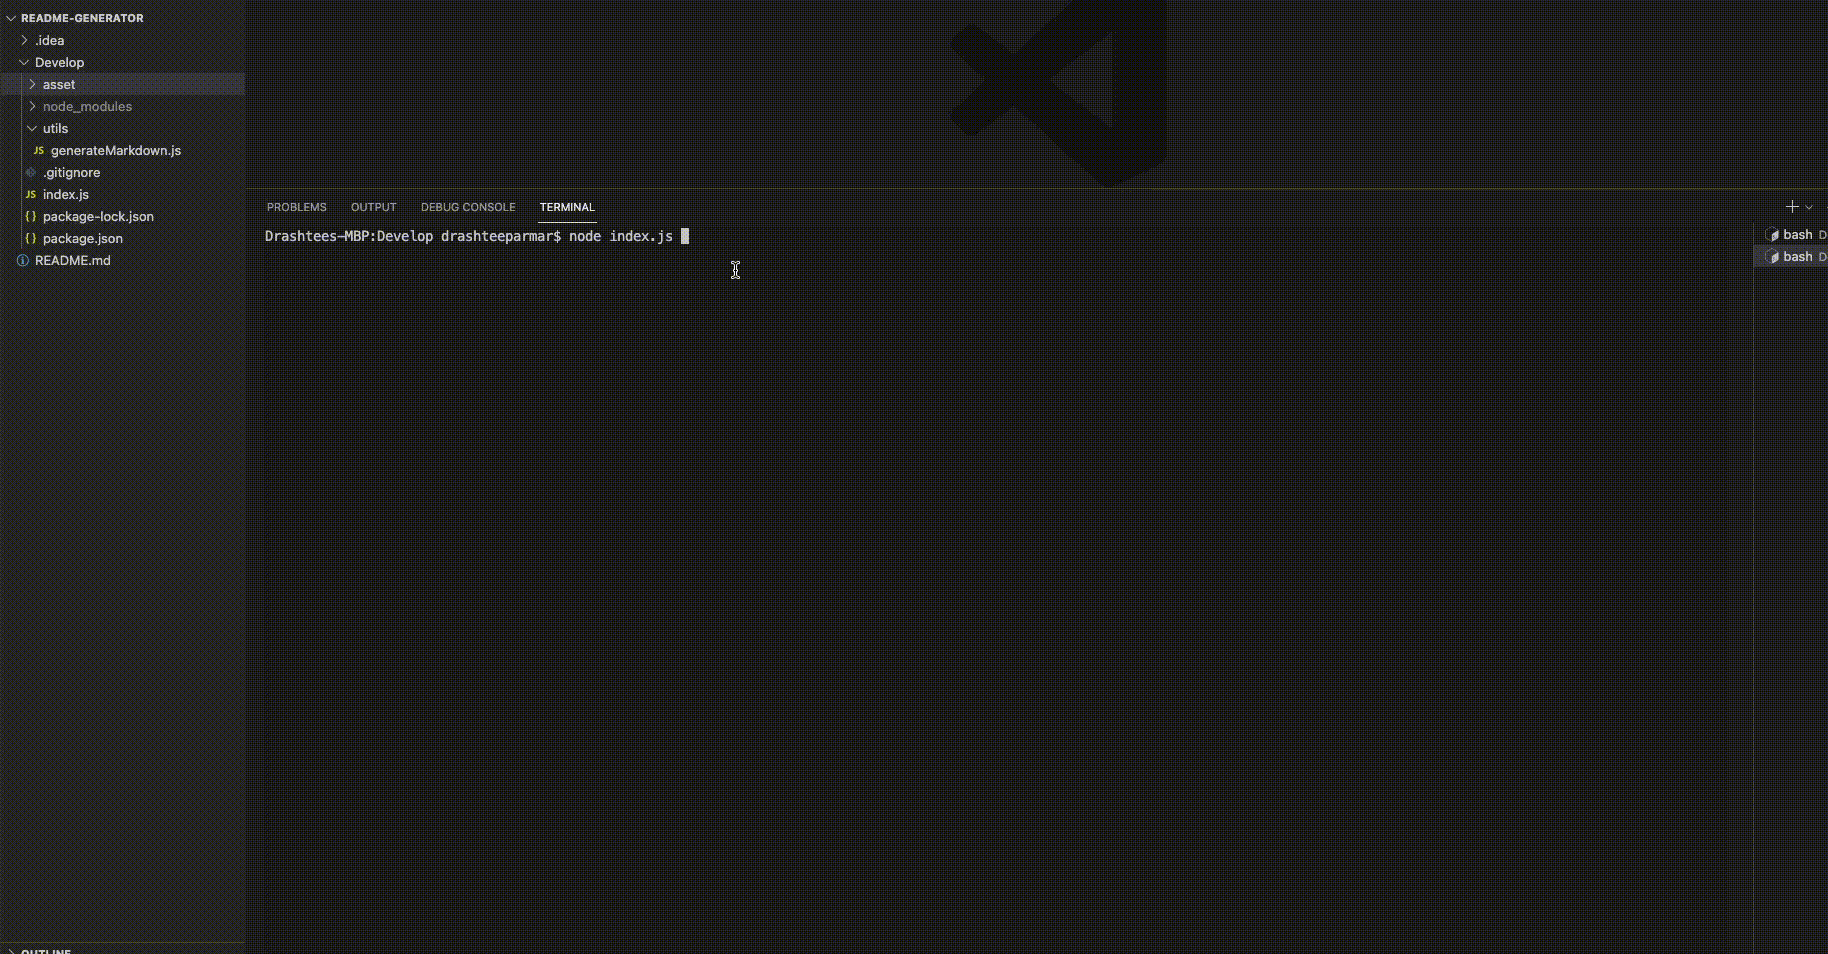 README-GENERATOR
.idea
Develop
asset
node_modules
utils
JS generateMarkdown.js
.gitignore
JS index.js
{} package-lock.json
{} package.json
README.md
OUTLINE
PROBLEMS OUTPUT DEBUG CONSOLE TERMINAL
Drashtees-MBP:Develop drashteeparmar$ node index.js
bash D
bash D